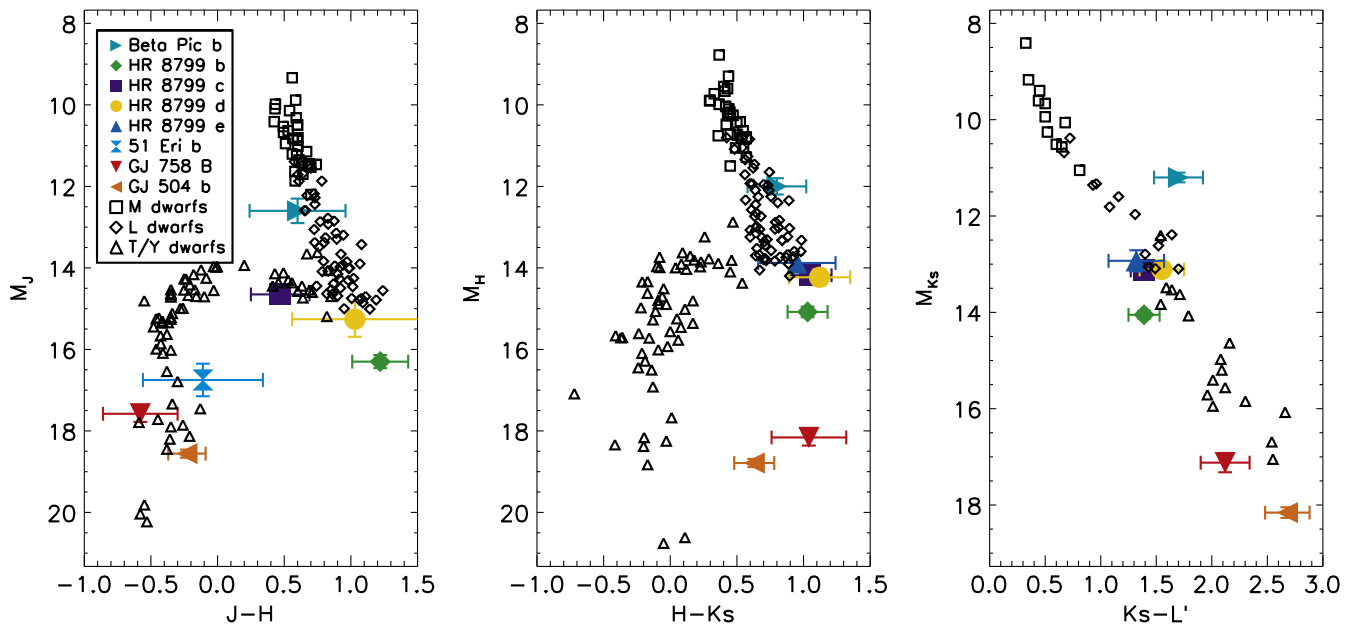 8
10
12
14
16
18
20
M_J
-1.0
-0.5
0.0
0.5
1.0
1.5
J-H
Beta Pic b
HR 8799 b
HR 8799 c
HR 8799 d
HR 8799 e
51 Eri b
GJ 758 B
GJ 504 b
M dwarfs
L dwarfs
T/Y dwarfs
8
10
12
14
16
18
20
M_H
-1.0
-0.5
0.0
0.5
1.0
1.5
H-Ks
8
10
12
14
16
18
M_Ks
0.0
0.5
1.0
1.5
2.0
2.5
3.0
Ks-L'